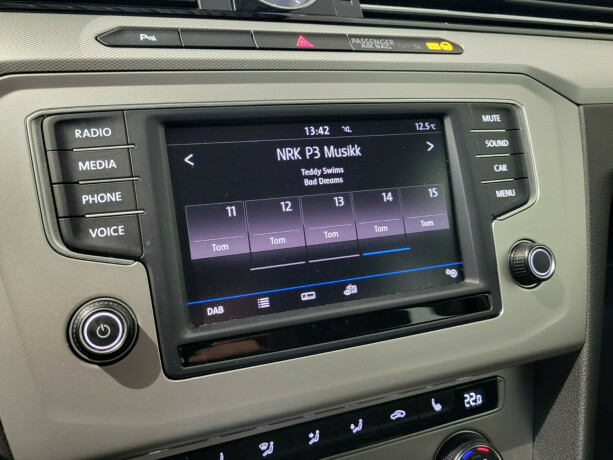 P
PASSENGER
AIR BAG
RADIO
MEDIA
PHONE
VOICE
13:42
12.5°C
NRK P3 Musikk
Teddy Swims
Bad Dreams
11 12 13 14 15
Tom Tom Tom Tom Tom
DAB
MUTE
SOUND
CAR
MENU
22.0